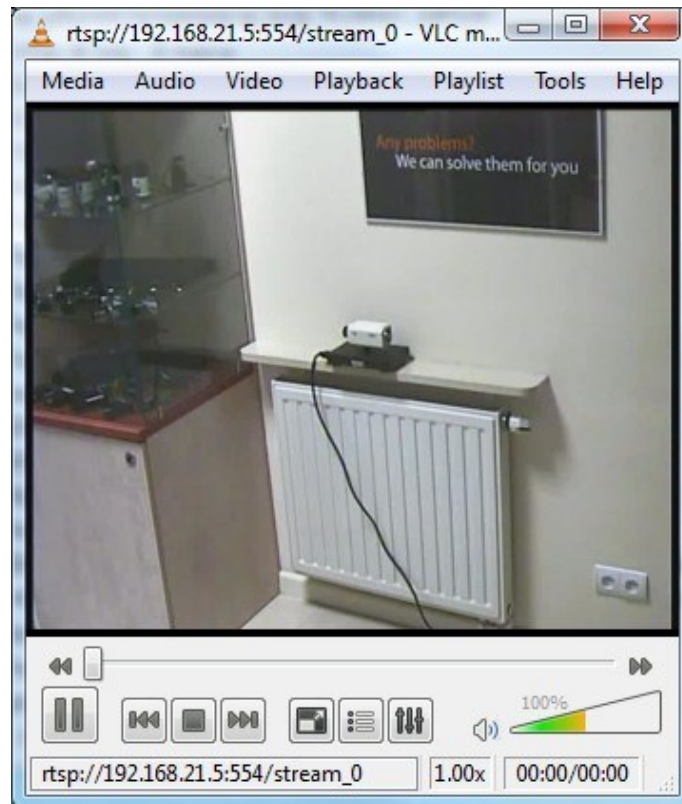 rtsp://192.168.21.5:554/stream_0 - VLC m...
Media Audio Video Playback Playlist Tools Help
Any problems?
We can solve them for you
100%
rtsp://192.168.21.5:554/stream_0 1.00x 00:00/00:00